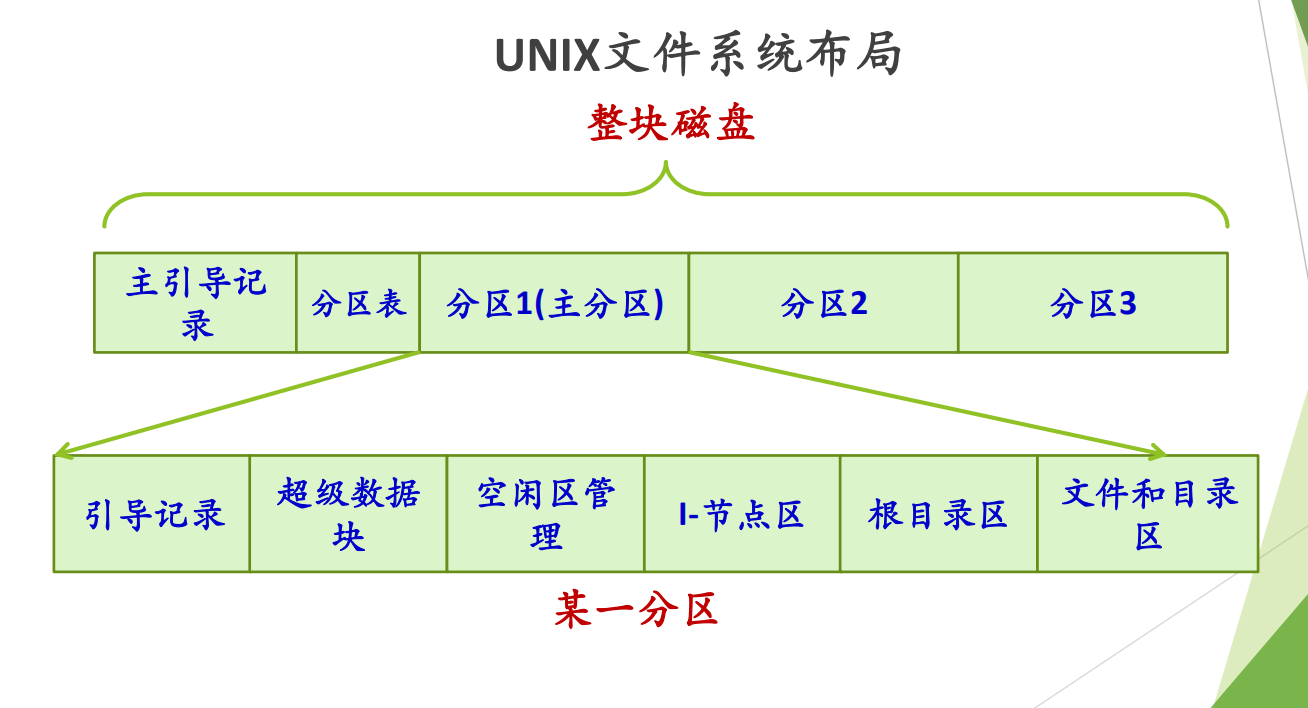 UNIX文件系统布局
整块磁盘
主引导记
录
分区表
分区1(主分区)
分区2
分区3
引导记录
超级数据
块
空闲区管
理
I-节点区
根目录区
文件和目录
区
某一分区